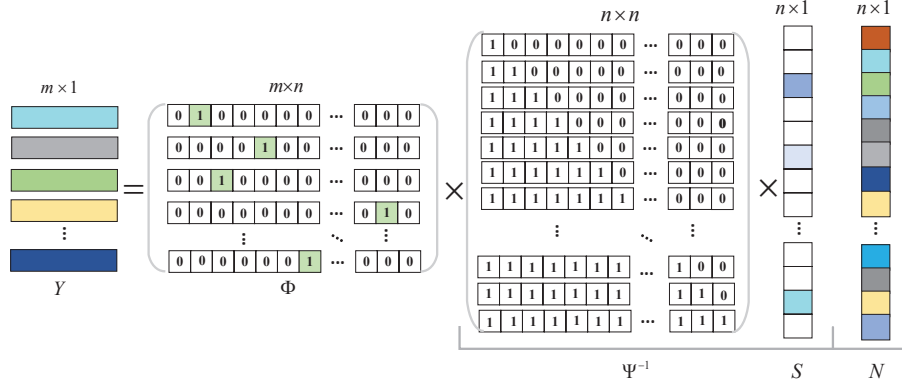 m × 1
=
m×n
0 1 0 0 0 0 0 ... 0 0 0
0 0 0 0 1 0 0 ... 0 0 0
0 0 1 0 0 0 0 ... 0 0 0
0 0 0 0 0 0 0 ... 0 1 0
⋮ ⋱ ⋮
0 0 0 0 0 0 1 ... 0 0 0
×
n × n
1 0 0 0 0 0 0 ... 0 0 0
1 1 0 0 0 0 0 ... 0 0 0
1 1 1 0 0 0 0 ... 0 0 0
1 1 1 1 0 0 0 ... 0 0 0
1 1 1 1 1 0 0 ... 0 0 0
1 1 1 1 1 1 0 ... 0 0 0
1 1 1 1 1 1 1 ... 0 0 0
⋮ ⋱ ⋮
1 1 1 1 1 1 1 1 0 0
1 1 1 1 1 1 1 1 1 0
1 1 1 1 1 1 1 ... 1 1 1
×
n × 1
n × 1
Y
Φ
Ψ⁻¹
S
N